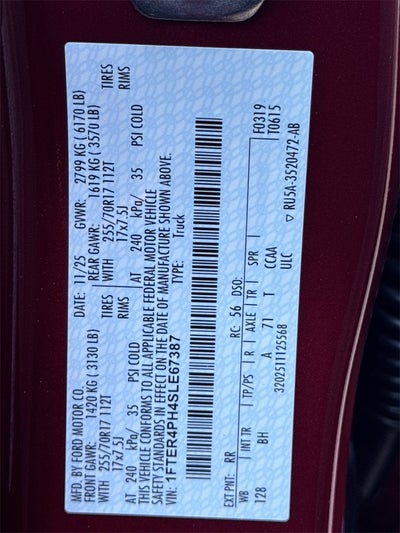 MFD. BY FORD MOTOR CO.
DATE: 11/25 GVWR: 2799 KG ( 6170 LB)
FRONT GAWR: 1420 KG ( 3130 LB)
REAR GAWR: 1619 KG ( 3570 LB)
WITH 255/70R17 112T TIRES
WITH 255/70R17 112T TIRES
17x7.5J RIMS
17x7.5J RIMS
AT 240 kPa/ 35 PSI COLD
AT 240 kPa/ 35 PSI COLD
THIS VEHICLE CONFORMS TO ALL APPLICABLE FEDERAL MOTOR VEHICLE
SAFETY STANDARDS IN EFFECT ON THE DATE OF MANUFACTURE SHOWN ABOVE.
VIN: 1FTER4PH4SLE67387
TYPE: Truck
F0319
T0615
EXT PNT: RR RC: 56 DSO:
WB INT TR TP/PS R AXLE TR SPR
128 BH A 71 T CCAA
ULC
3202511125568
RU5A-3520472-AB